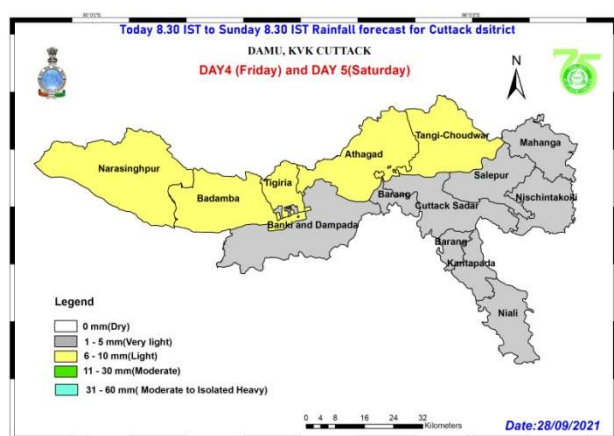 Today 8.30 IST to Sunday 8.30 IST Rainfall forecast for Cuttack dsitrict
DAMU, KVK CUTTACK
DAY4 (Friday) and DAY 5(Saturday)
N
75
Narasinghpur
Badamba
Tigiria
Athagad
Tangi-Choudwar
Mahanga
Salepur
Nischintakoili
Barang
Cuttack Sadar
Banki and Dampada
Barang
Kantapada
Niali
Legend
0 mm(Dry)
1 - 5 mm(Very light)
6 - 10 mm(Light)
11 - 30 mm(Moderate)
31 - 60 mm( Moderate to Isolated Heavy)
0 4 8 16 24 32
Kilometers
Date:28/09/2021